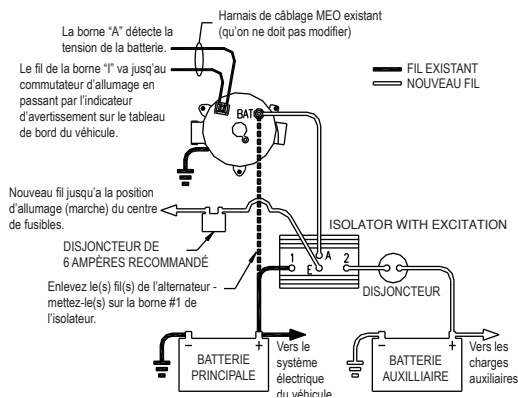 Harnais de câblage MEO existant
(qu'on ne doit pas modifier)
La borne “A” détecte la
tension de la batterie.
Le fil de la borne “I” va jusqu'au
commutateur d'allumage en
passant par l'indicateur
d'avertissement sur le tableau
de bord du véhicule.
FIL EXISTANT
NOUVEAU FIL
BAT
Nouveau fil jusqu'a la position
d'allumage (marche) du centre
de fusibles.
DISJONCTEUR DE
6 AMPÈRES RECOMMANDÉ
ISOLATOR WITH EXCITATION
1 E A 2
DISJONCTEUR
Enlevez le(s) fil(s) de l'alternateur -
mettez-le(s) sur la borne #1 de
l'isolateur.
– +
BATTERIE
PRINCIPALE
Vers le
système
électrique
du véhicule
– +
BATTERIE
AUXILLIAIRE
Vers les
charges
auxiliaires